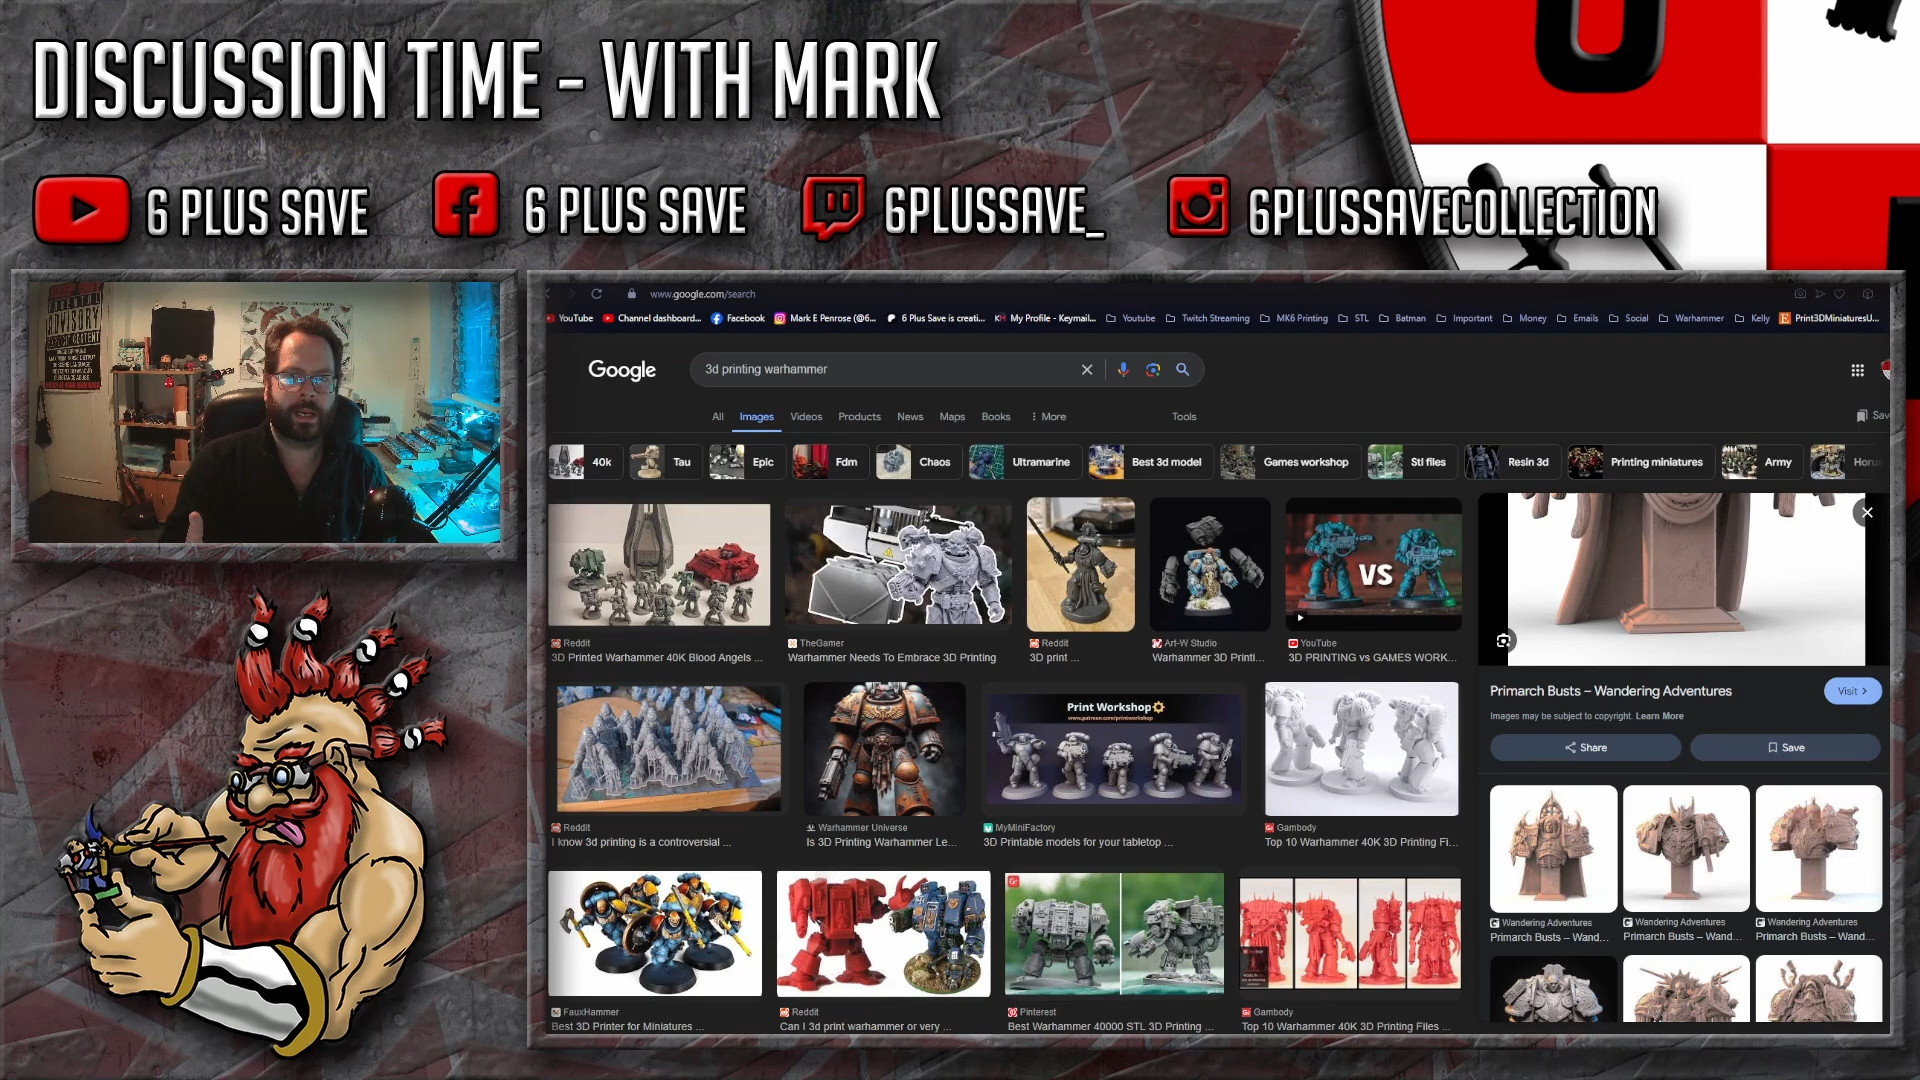 DISCUSSION TIME - WITH MARK
6 PLUS SAVE
6 PLUS SAVE
6PLUSSAVE_
6PLUSSAVECOLLECTION
ADVISORY
www.google.com/search
YouTube
Channel dashboard...
Facebook
Mark E Penrose (@6...
6 Plus Save is creati...
My Profile - Keymail...
Youtube
Twitch Streaming
MK6 Printing
STL
Batman
Important
Money
Emails
Social
Warhammer
Kelly
Print3DMiniaturesU...
Google
3d printing warhammer
All
Images
Videos
Products
News
Maps
Books
More
Tools
Sav
40k
Tau
Epic
Fdm
Chaos
Ultramarine
Best 3d model
Games workshop
Stl files
Resin 3d
Printing miniatures
Army
Horu
VS
Reddit
3D Printed Warhammer 40K Blood Angels ...
TheGamer
Warhammer Needs To Embrace 3D Printing
Reddit
3D print ...
Art-W Studio
Warhammer 3D Printi...
YouTube
3D PRINTING vs GAMES WORK...
Primarch Busts – Wandering Adventures
Visit
Images may be subject to copyright. Learn More
Share
Save
Print Workshop
www.patreon.com/printworkshop
Reddit
I know 3d printing is a controversial ...
Warhammer Universe
Is 3D Printing Warhammer Le...
MyMiniFactory
3D Printable models for your tabletop ...
Gambody
Top 10 Warhammer 40K 3D Printing Fi...
Wandering Adventures
Primarch Busts – Wand...
Wandering Adventures
Primarch Busts – Wand...
Wandering Adventures
Primarch Busts – Wand...
FauxHammer
Best 3D Printer for Miniatures ...
Reddit
Can I 3d print warhammer or very ...
Pinterest
Best Warhammer 40000 STL 3D Printing ...
Gambody
Top 10 Warhammer 40K 3D Printing Files ...